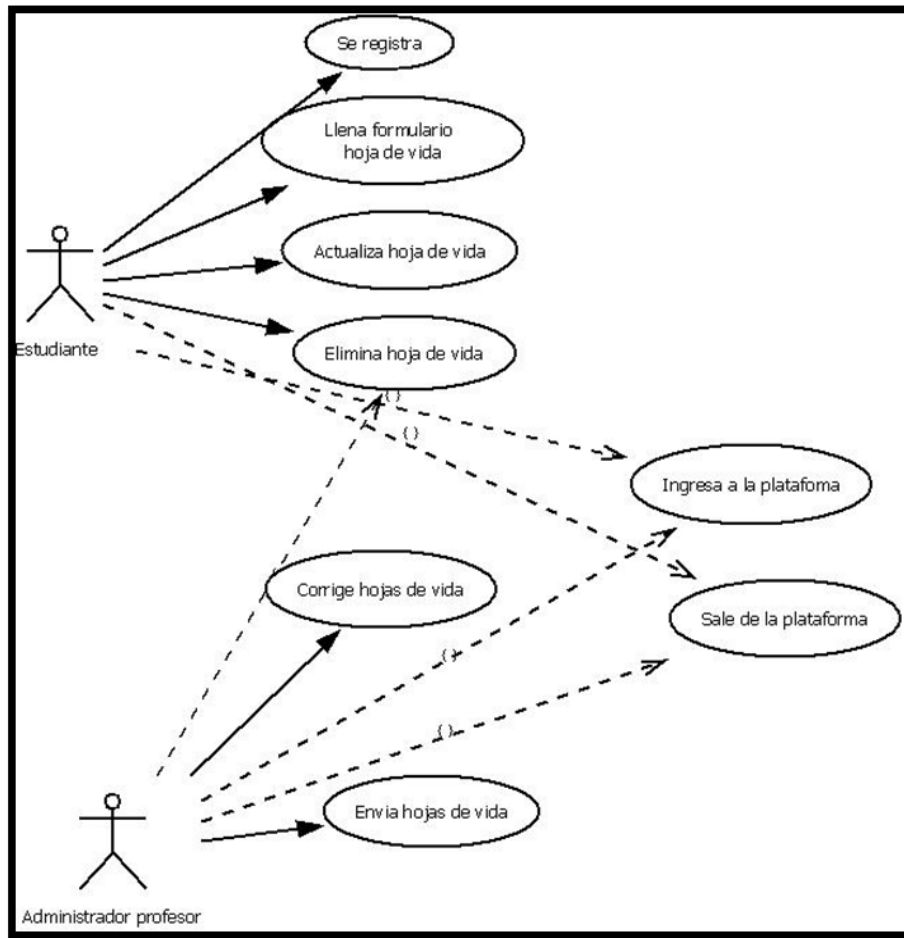 Se registra
Llena formulario
hoja de vida
Actualiza hoja de vida
Elimina hoja de vida
Estudiante
{ }
{ }
Ingresa a la platafoma
Corrige hojas de vida
Sale de la plataforma
{ }
{ }
Envia hojas de vida
Administrador profesor